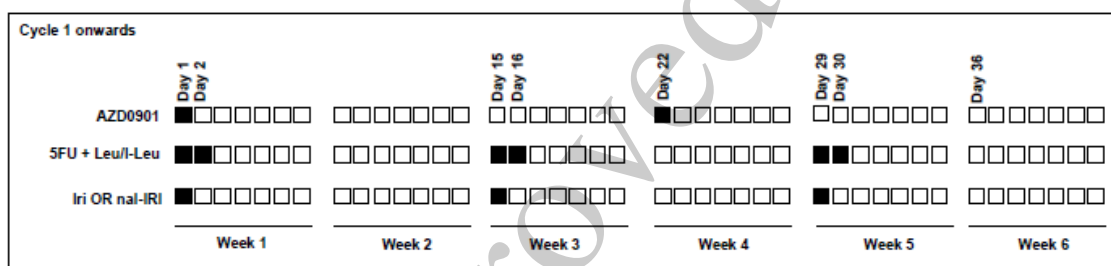 Cycle 1 onwards
Day 1
Day 2
Day 15
Day 16
Day 22
Day 29
Day 30
Day 36
AZD0901
5FU + Leu/l-Leu
Iri OR nal-IRI
Week 1
Week 2
Week 3
Week 4
Week 5
Week 6
roved